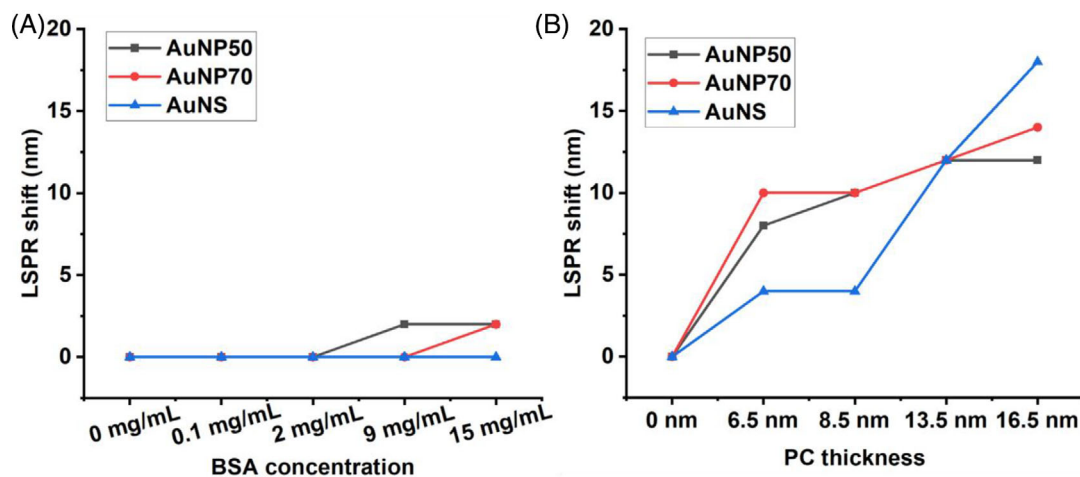 (A)
20
15
10
5
0
LSPR shift (nm)
AuNP50
AuNP70
AuNS
0 mg/mL
0.1 mg/mL
2 mg/mL
9 mg/mL
15 mg/mL
BSA concentration
(B)
20
15
10
5
0
LSPR shift (nm)
AuNP50
AuNP70
AuNS
0 nm
6.5 nm
8.5 nm
13.5 nm
16.5 nm
PC thickness